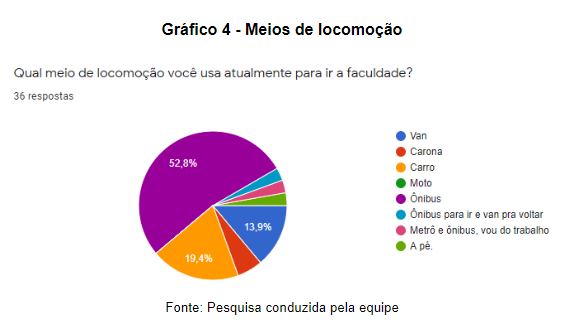 Gráfico 4 - Meios de locomoção
Qual meio de locomoção você usa atualmente para ir a faculdade?
36 respostas
52,8%
19,4%
13,9%
Van
Carona
Carro
Moto
Ônibus
Ônibus para ir e van pra voltar
Metrô e ônibus, vou do trabalho
A pé.
Fonte: Pesquisa conduzida pela equipe